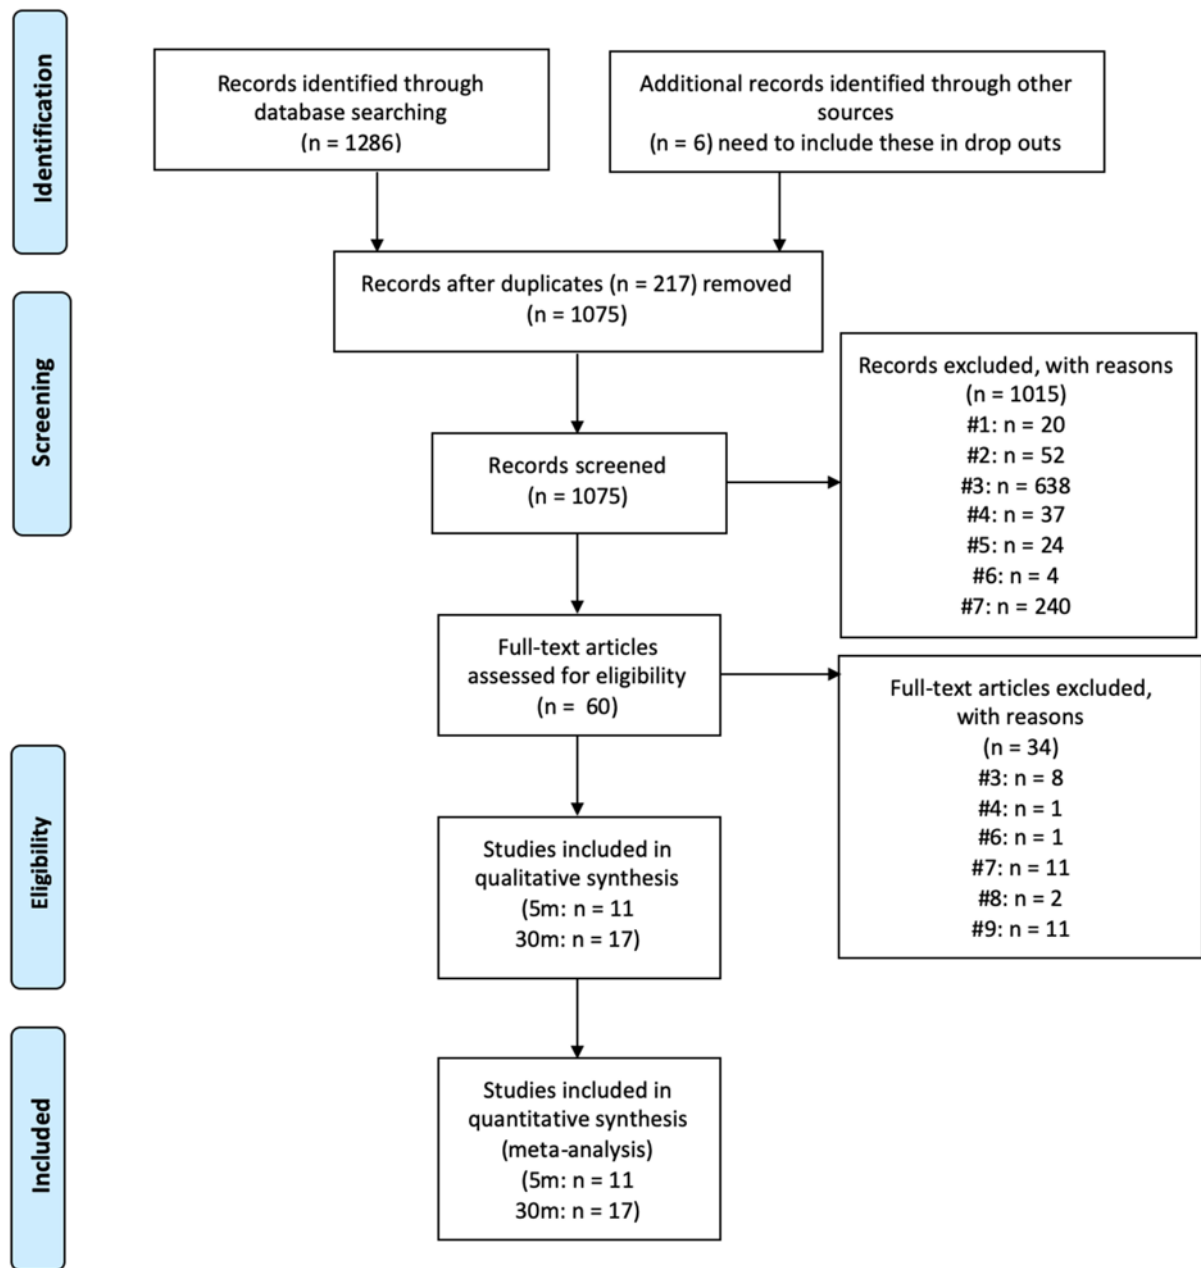 Identification
Records identified through
database searching
(n = 1286)
Additional records identified through other
sources
(n = 6) need to include these in drop outs
Records after duplicates (n = 217) removed
(n = 1075)
Screening
Records screened
(n = 1075)
Records excluded, with reasons
(n = 1015)
#1: n = 20
#2: n = 52
#3: n = 638
#4: n = 37
#5: n = 24
#6: n = 4
#7: n = 240
Full-text articles
assessed for eligibility
(n = 60)
Full-text articles excluded,
with reasons
(n = 34)
#3: n = 8
#4: n = 1
#6: n = 1
#7: n = 11
#8: n = 2
#9: n = 11
Eligibility
Studies included in
qualitative synthesis
(5m: n = 11
30m: n = 17)
Included
Studies included in
quantitative synthesis
(meta-analysis)
(5m: n = 11
30m: n = 17)